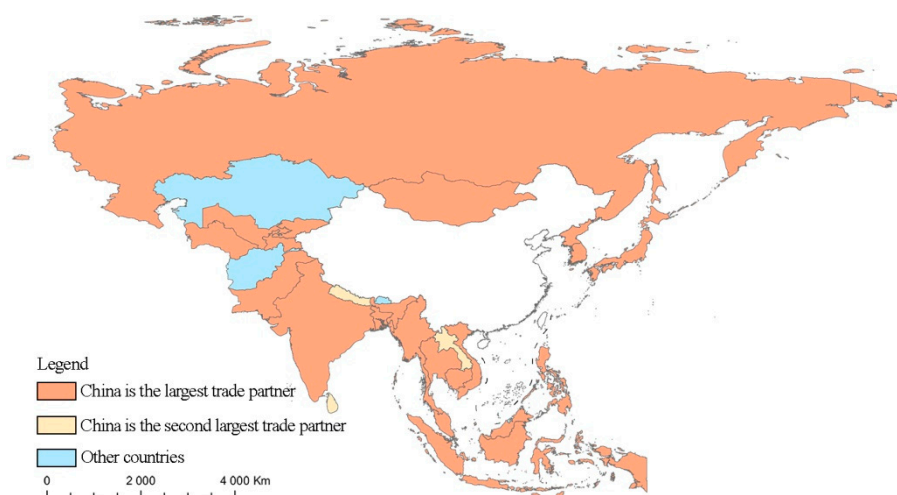 Legend
China is the largest trade partner
China is the second largest trade partner
Other countries
0 2 000 4 000 Km